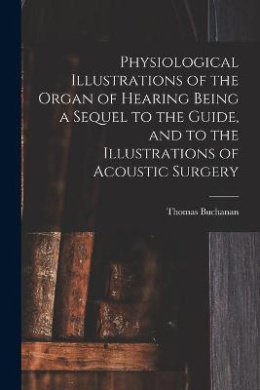 Physiological
Illustrations of the
Organ of Hearing Being
a Sequel to the Guide,
and to the
Illustrations of
Acoustic Surgery
Thomas Buchanan